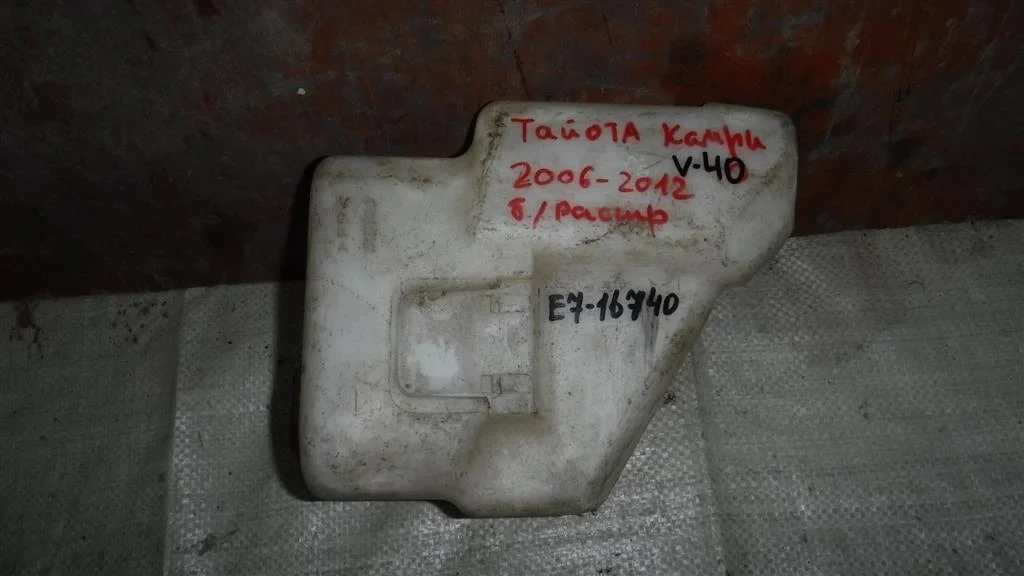 Тайота Камри
V-40
2006-2012
б./Расшр
E7-16740